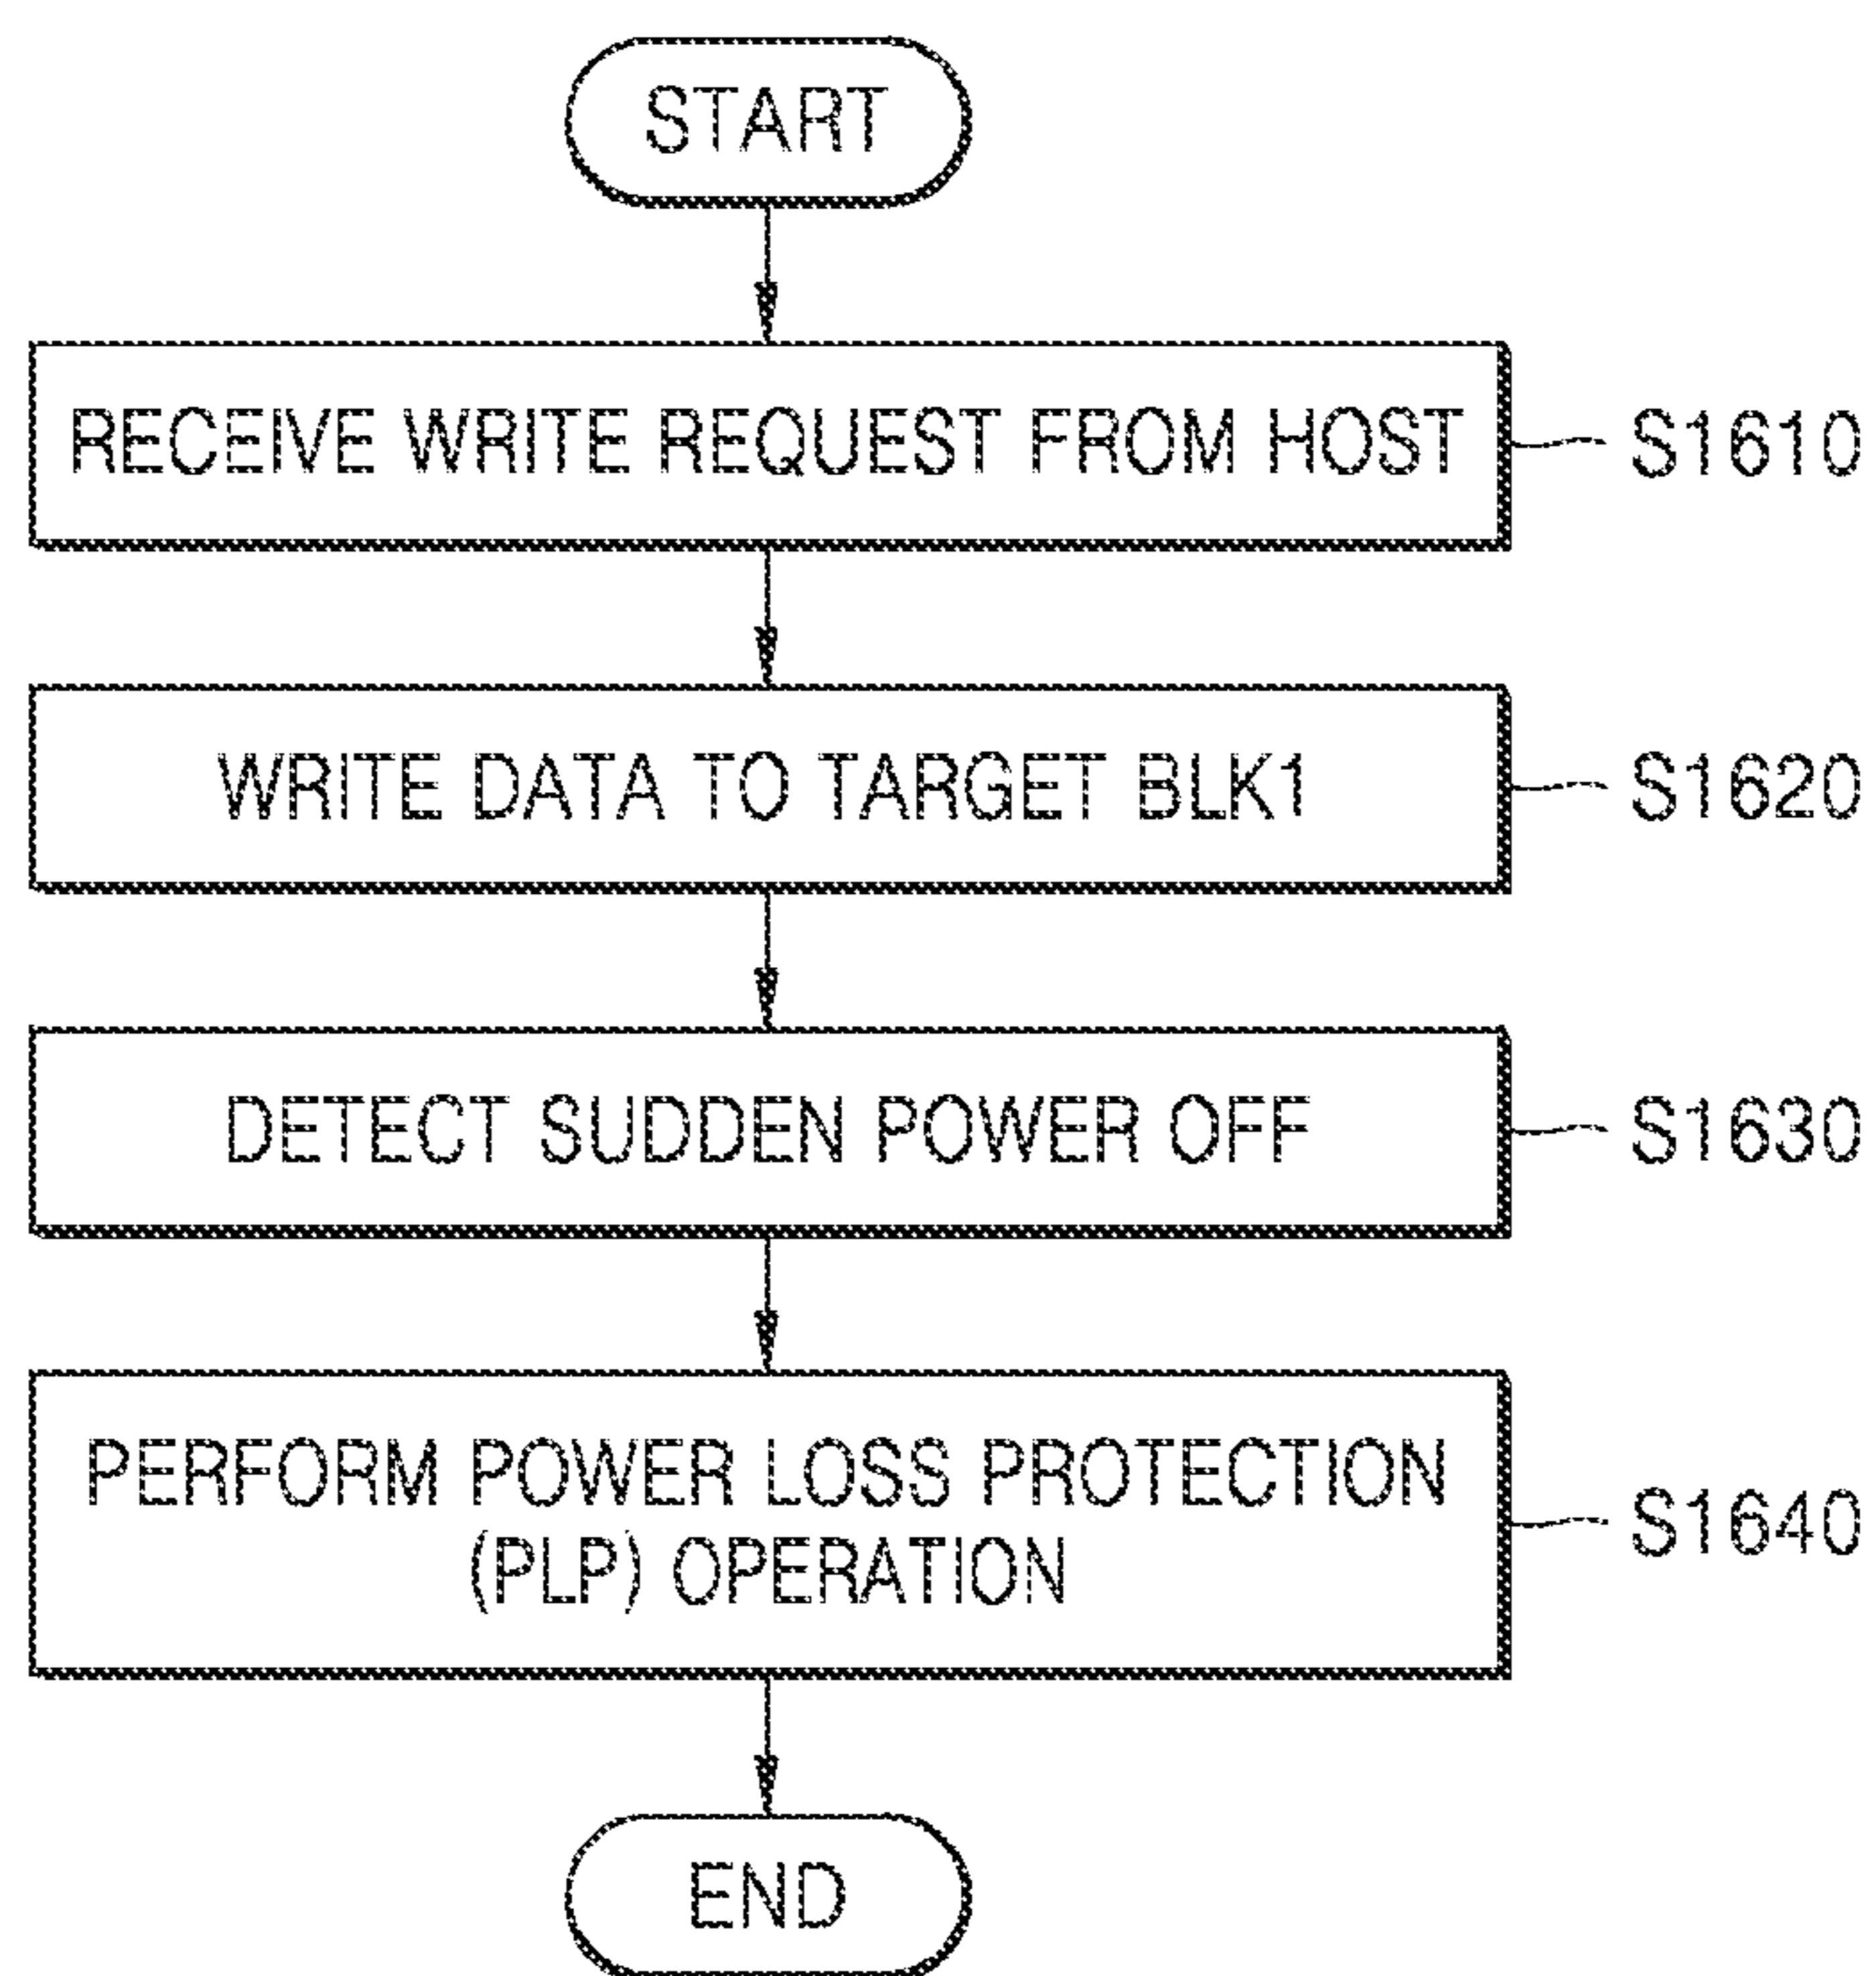 START
RECEIVE WRITE REQUEST FROM HOST
S1610
WRITE DATA TO TARGET BLK1
S1620
DETECT SUDDEN POWER OFF
S1630
PERFORM POWER LOSS PROTECTION
(PLP) OPERATION
S1640
END